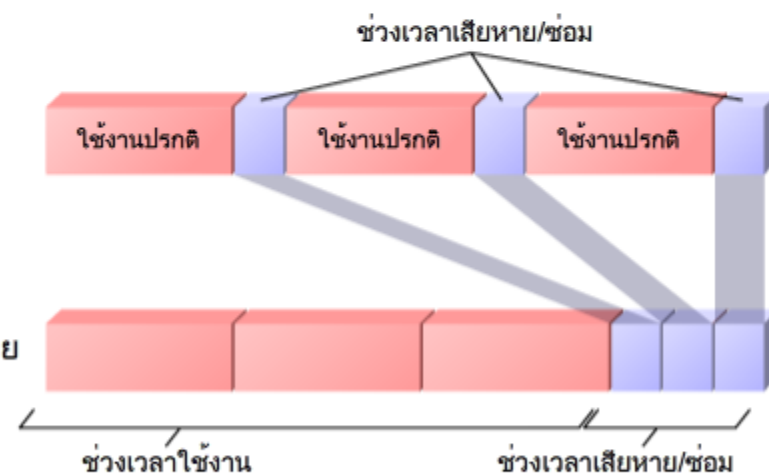 ช่วงเวลาเสียหาย/ซ่อม
ใช้งานปรกติ ใช้งานปรกติ ใช้งานปรกติ
ย
ช่วงเวลาใช้งาน ช่วงเวลาเสียหาย/ซ่อม